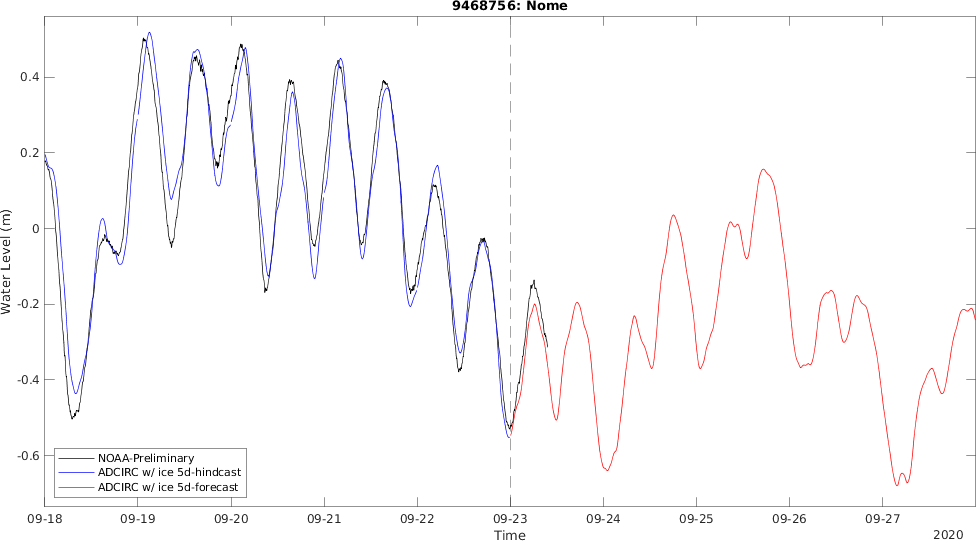 9468756: Nome
Water Level (m)
0.4
0.2
0
-0.2
-0.4
-0.6
NOAA-Preliminary
ADCIRC w/ ice 5d-hindcast
ADCIRC w/ ice 5d-forecast
09-18 09-19 09-20 09-21 09-22 09-23 09-24 09-25 09-26 09-27
Time
2020